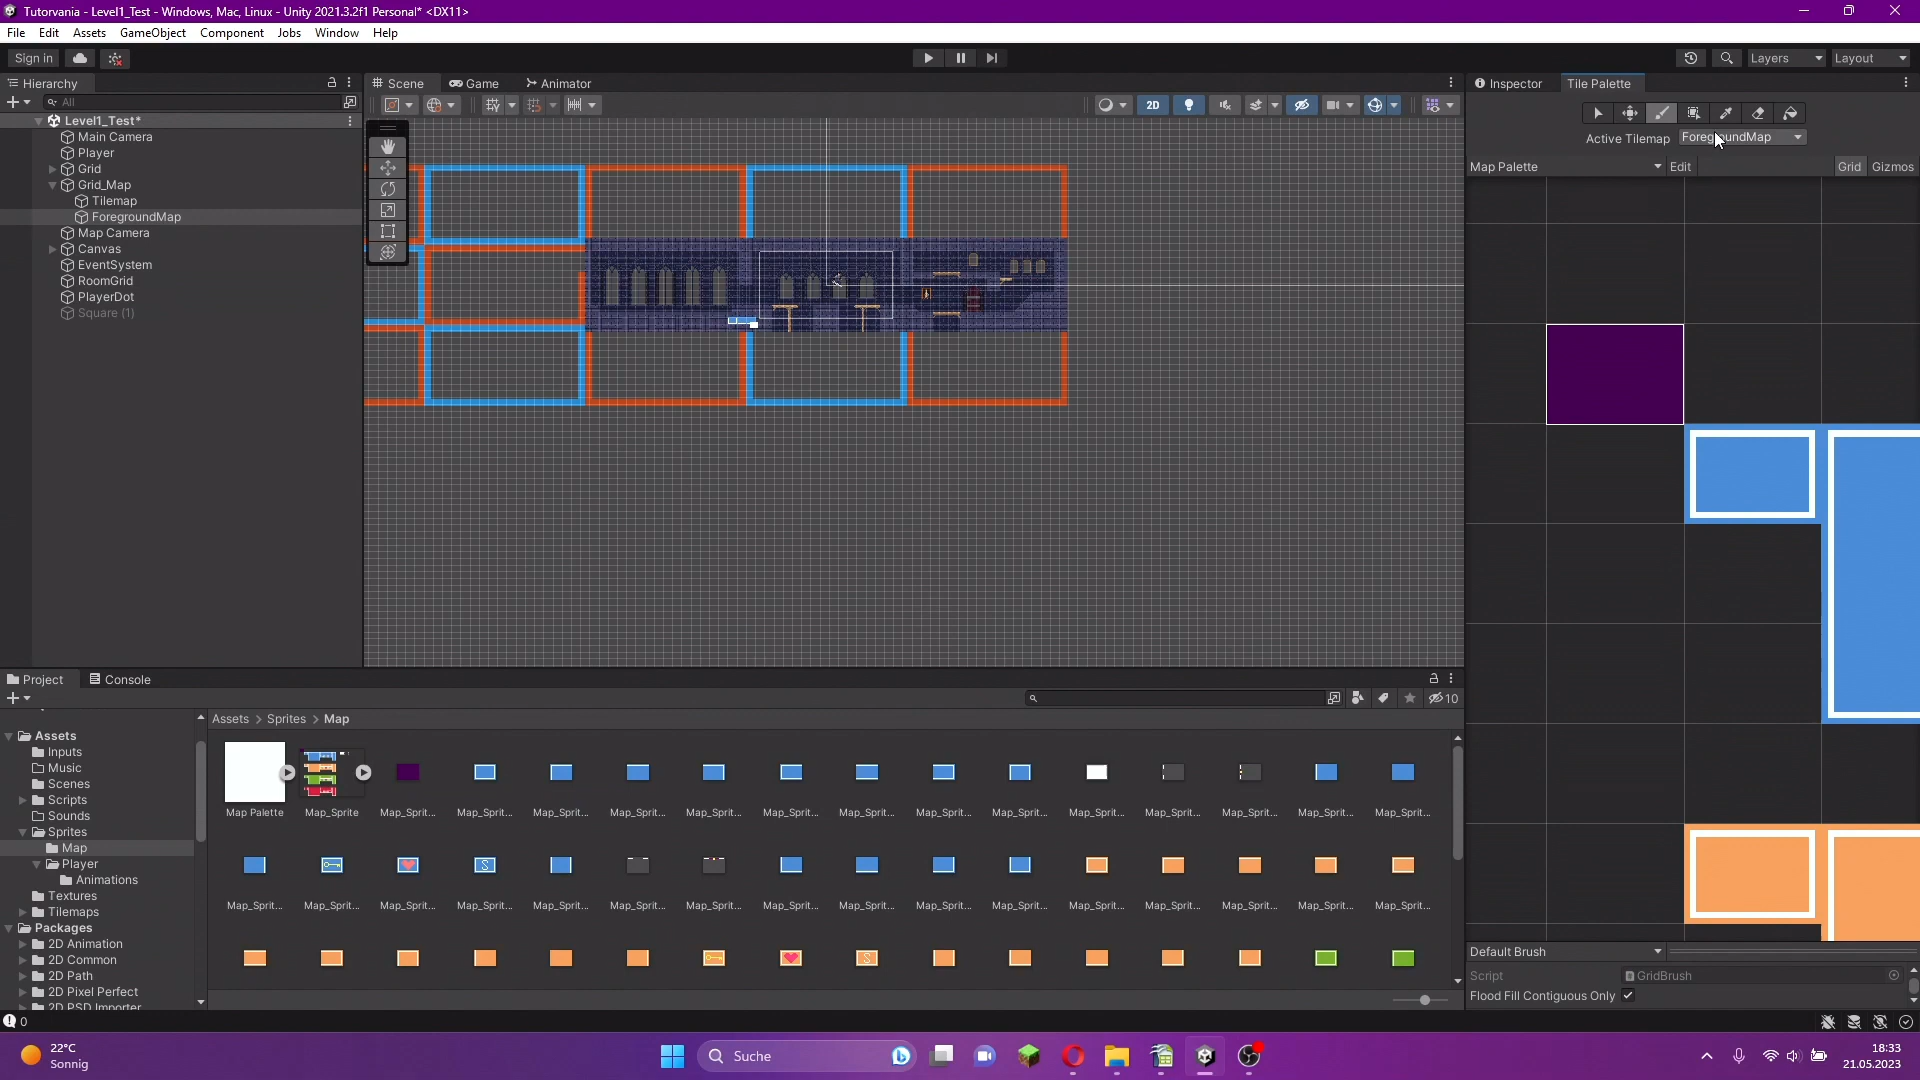 Tutorvania - Level1_Test - Windows, Mac, Linux - Unity 2021.3.2f1 Personal* <DX11>
File Edit Assets GameObject Component Jobs Window Help
Sign in
Layers
Layout
Hierarchy
All
Level1_Test*
Main Camera
Player
Grid
Grid_Map
Tilemap
ForegroundMap
Map Camera
Canvas
EventSystem
RoomGrid
PlayerDot
Square (1)
Scene
Game
Animator
2D
Inspector
Tile Palette
Active Tilemap
ForegroundMap
Map Palette
Edit
Grid
Gizmos
Default Brush
Script
GridBrush
Flood Fill Contiguous Only
Project
Console
10
Assets
Inputs
Music
Scenes
Scripts
Sounds
Sprites
Map
Player
Animations
Textures
Tilemaps
Packages
2D Animation
2D Common
2D Path
2D Pixel Perfect
2D PSD Importer
Assets > Sprites > Map
Map Palette Map_Sprite Map_Sprit... Map_Sprit... Map_Sprit... Map_Sprit... Map_Sprit... Map_Sprit... Map_Sprit... Map_Sprit... Map_Sprit... Map_Sprit... Map_Sprit... Map_Sprit... Map_Sprit... Map_Sprit...
S
Map_Sprit... Map_Sprit... Map_Sprit... Map_Sprit... Map_Sprit... Map_Sprit... Map_Sprit... Map_Sprit... Map_Sprit... Map_Sprit... Map_Sprit... Map_Sprit... Map_Sprit... Map_Sprit... Map_Sprit... Map_Sprit...
S
0
22°C
Sonnig
Suche
18:33
21.05.2023